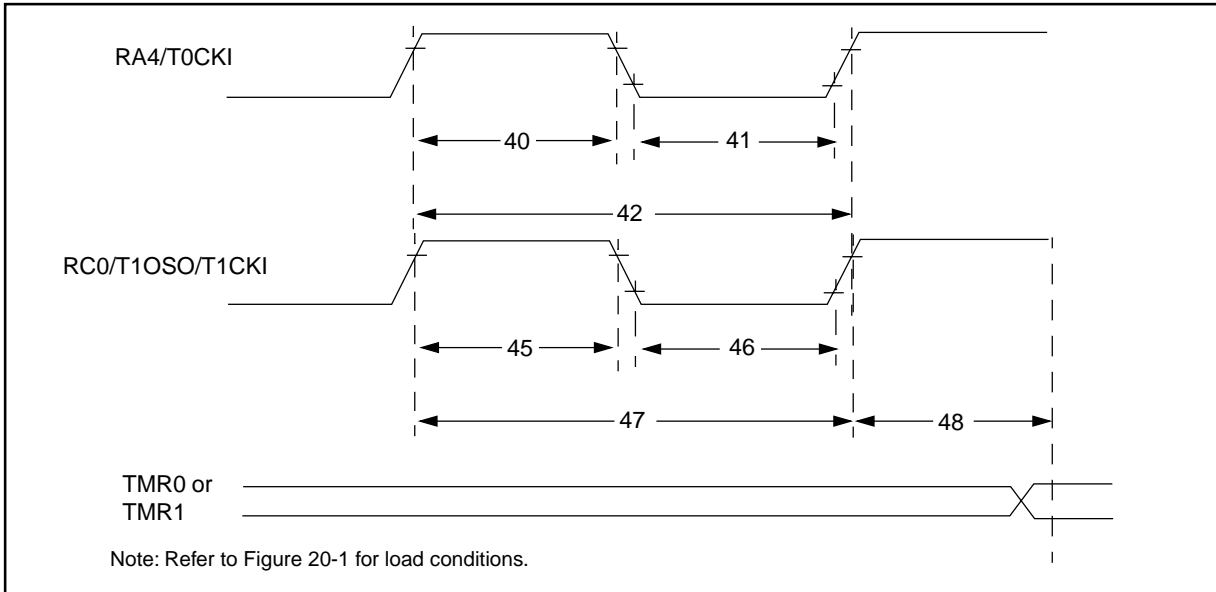 RA4/T0CKI
40
41
42
RC0/T1OSO/T1CKI
45
46
47
48
TMR0 or
TMR1
Note: Refer to Figure 20-1 for load conditions.